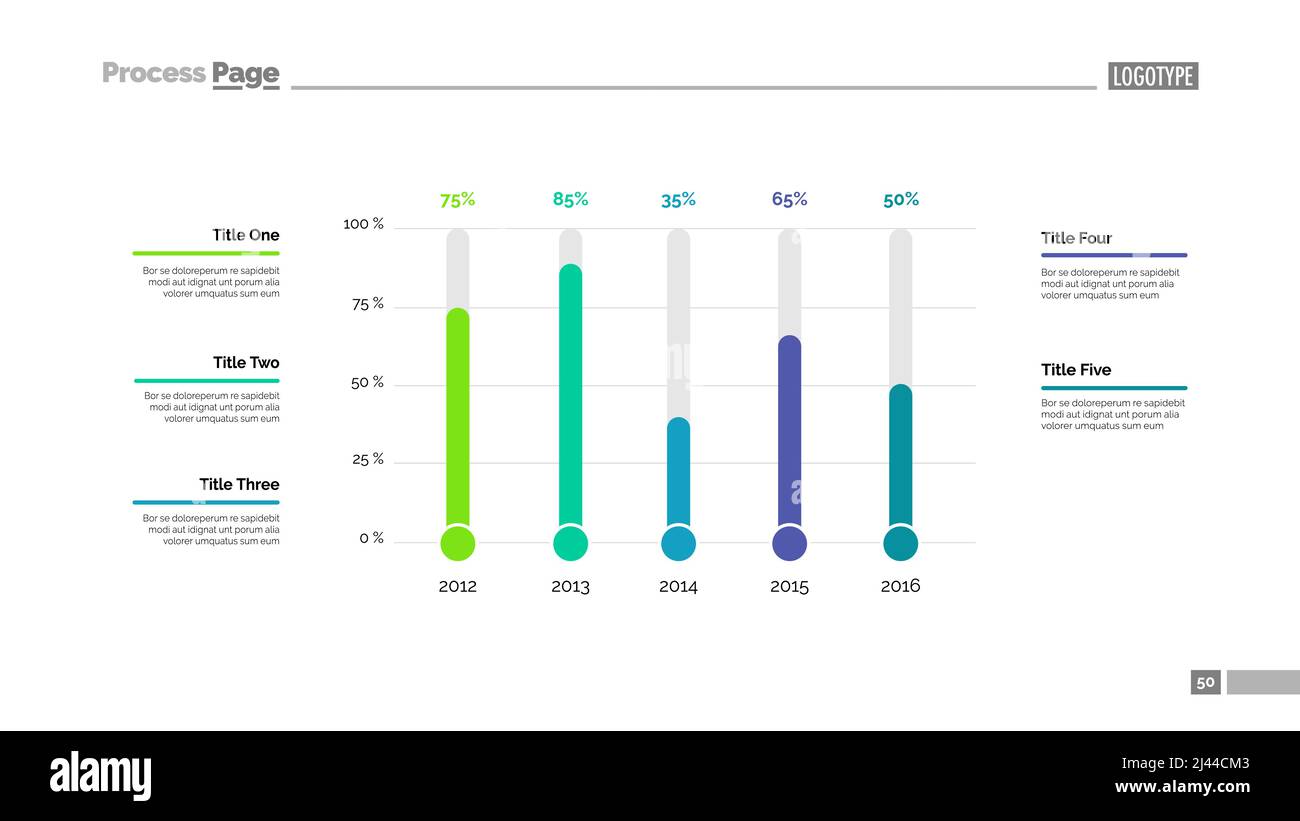 Process Page
LOGOTYPE
75% 85% 35% 65% 50%
100 %
75 %
50 %
25 %
0 %
2012 2013 2014 2015 2016
Title One
Bor se doloreperum re sapidebit
modi aut idignat unt porum alia
volorer umquatus sum eum
Title Two
Bor se doloreperum re sapidebit
modi aut idignat unt porum alia
volorer umquatus sum eum
Title Three
Bor se doloreperum re sapidebit
modi aut idignat unt porum alia
volorer umquatus sum eum
Title Four
Bor se doloreperum re sapidebit
modi aut idignat unt porum alia
volorer umquatus sum eum
Title Five
Bor se doloreperum re sapidebit
modi aut idignat unt porum alia
volorer umquatus sum eum
50
alamy
Image ID: 2J44CM3
www.alamy.com